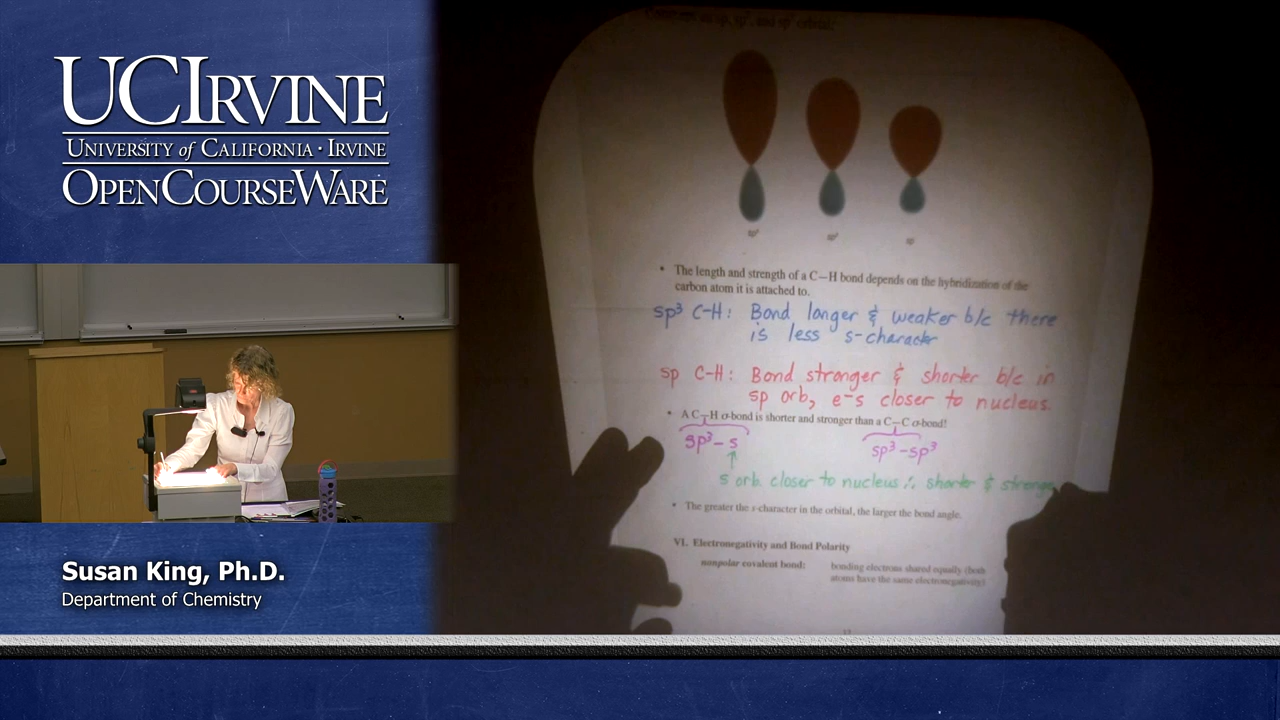 UCIRVINE
UNIVERSITY of CALIFORNIA · IRVINE
OPENCOURSEWARE
Susan King, Ph.D.
Department of Chemistry
sp, sp², and sp³ orbital:
sp³
sp²
sp
• The length and strength of a C—H bond depends on the hybridization of the
carbon atom it is attached to.
sp³ C-H: Bond longer & weaker b/c there
is less s-character
sp C-H: Bond stronger & shorter b/c in
sp orb, e-s closer to nucleus.
• A C—H σ-bond is shorter and stronger than a C—C σ-bond!
sp³-s
sp³-sp³
s orb. closer to nucleus ∴ shorter & stronger
• The greater the s-character in the orbital, the larger the bond angle.
VI. Electronegativity and Bond Polarity
nonpolar covalent bond:
bonding electrons shared equally (both
atoms have the same electronegativity)